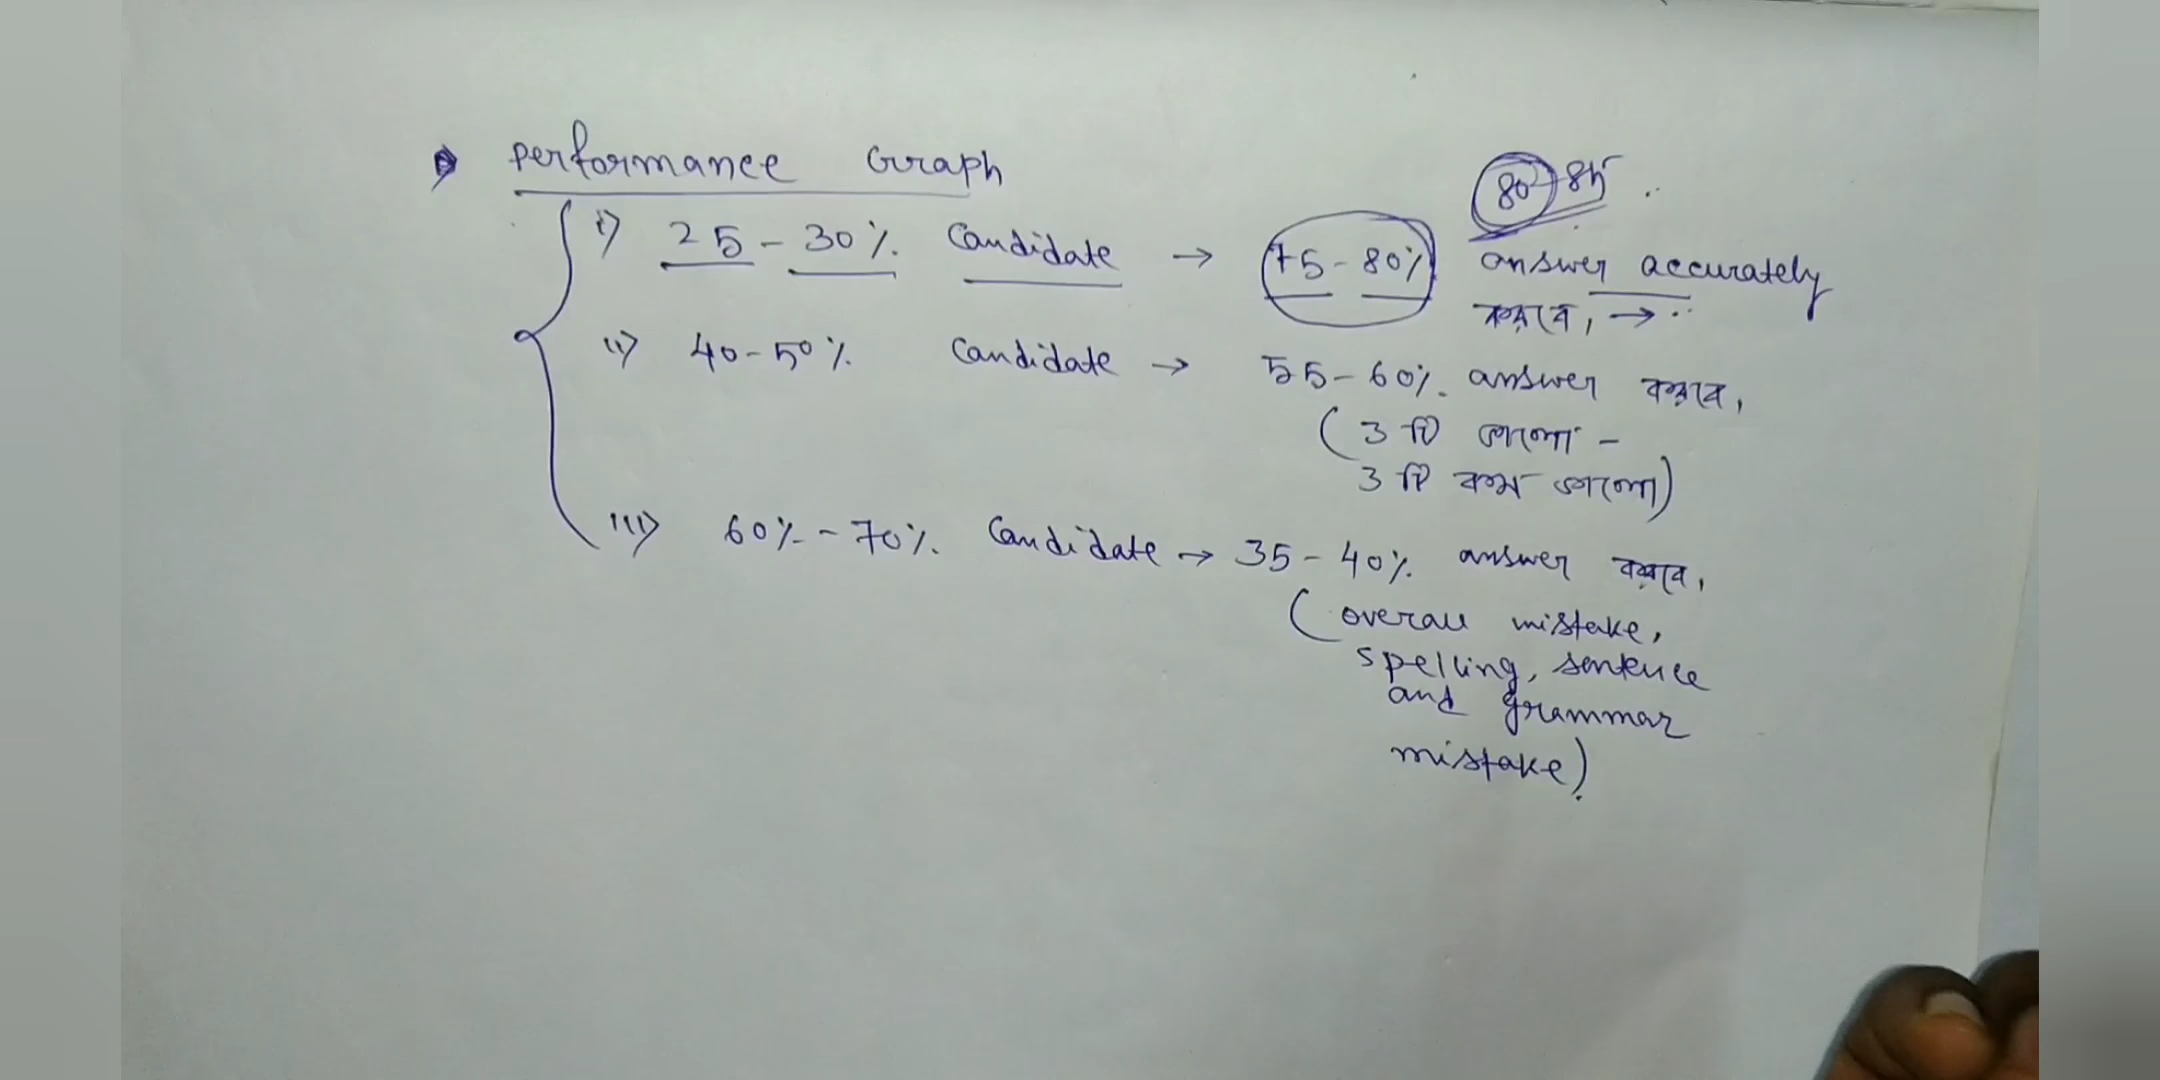 Performance Graph
80-85
i) 25-30% Candidate → 75-80% answer accurately
করবে, →
ii) 40-50% Candidate → 55-60% answer করবে,
(3 টি ভালো -
3 টি কম ভালো)
iii) 60%-70% Candidate → 35-40% answer করবে,
(overall mistake,
spelling, sentence
and grammar
mistake)